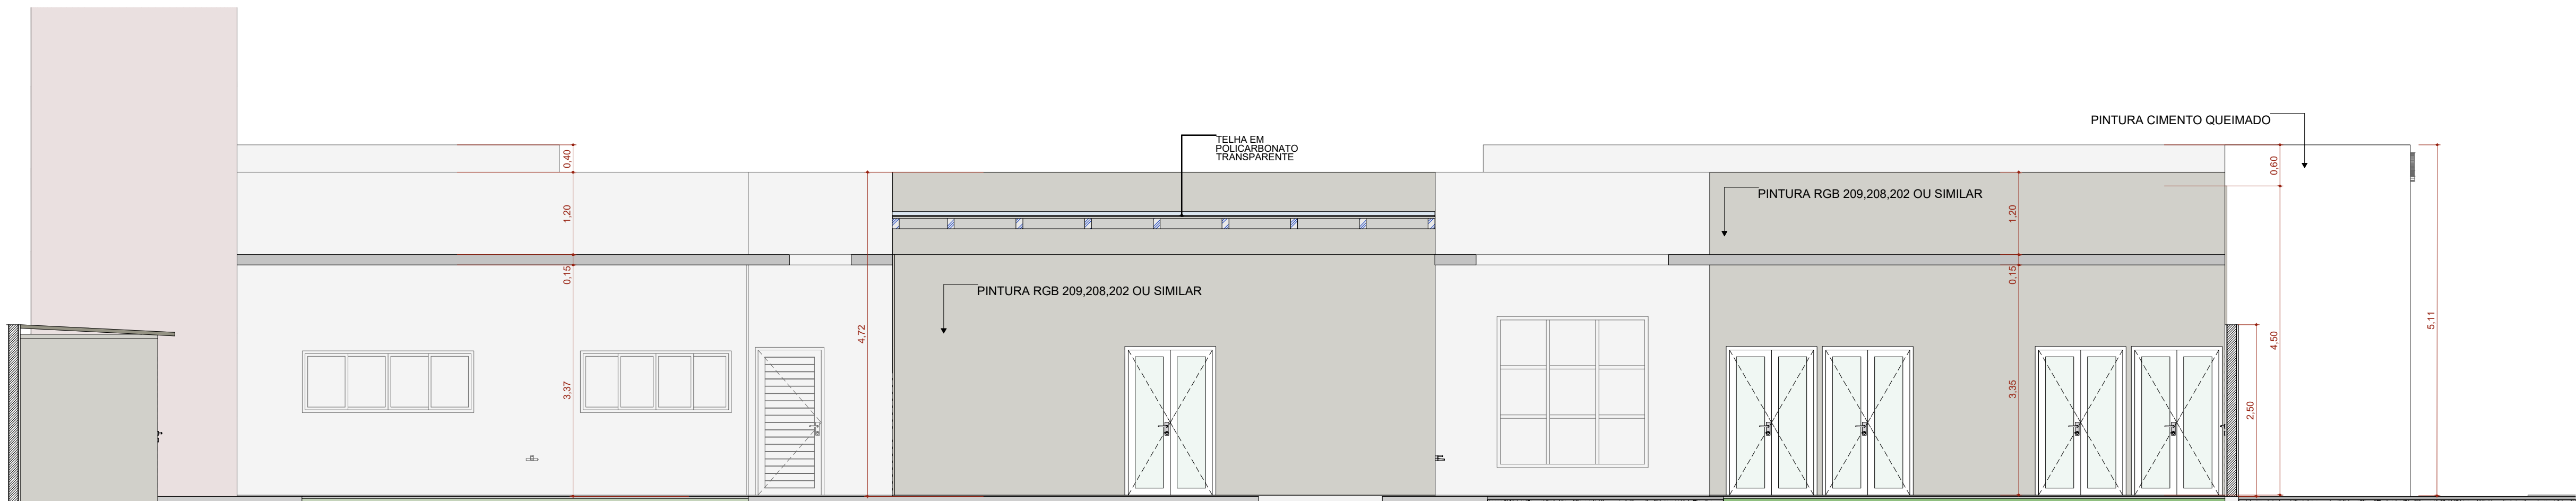 PINTURA CIMENTO QUEIMADO
TELHA EM
POLICARBONATO
TRANSPARENTE
0,40
0,60
PINTURA RGB 209,208,202 OU SIMILAR
1,20
1,20
0,15
0,15
PINTURA RGB 209,208,202 OU SIMILAR
5,11
4,72
4,50
3,37
3,35
2,50